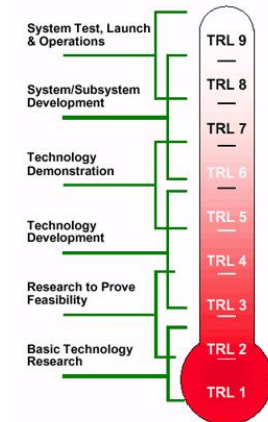 System Test, Launch
& Operations
System/Subsystem
Development
Technology
Demonstration
Technology
Development
Research to Prove
Feasibility
Basic Technology
Research
TRL 9
TRL 8
TRL 7
TRL 6
TRL 5
TRL 4
TRL 3
TRL 2
TRL 1